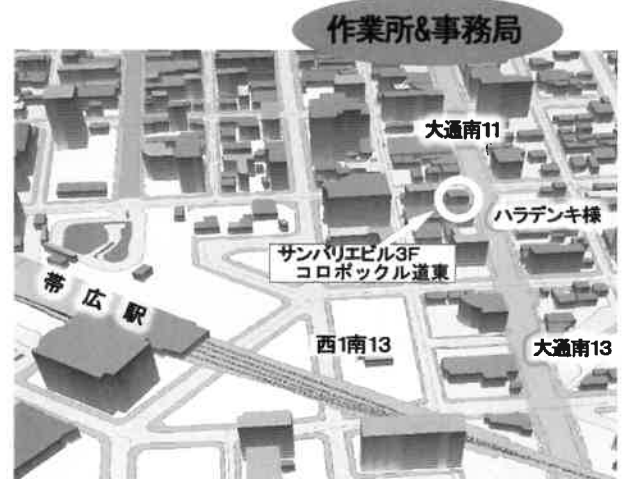 作業所&事務局
大通南11
ハラデンキ様
サンバリエビル3F
コロポックル道東
帯広駅
西1南13
大通南13